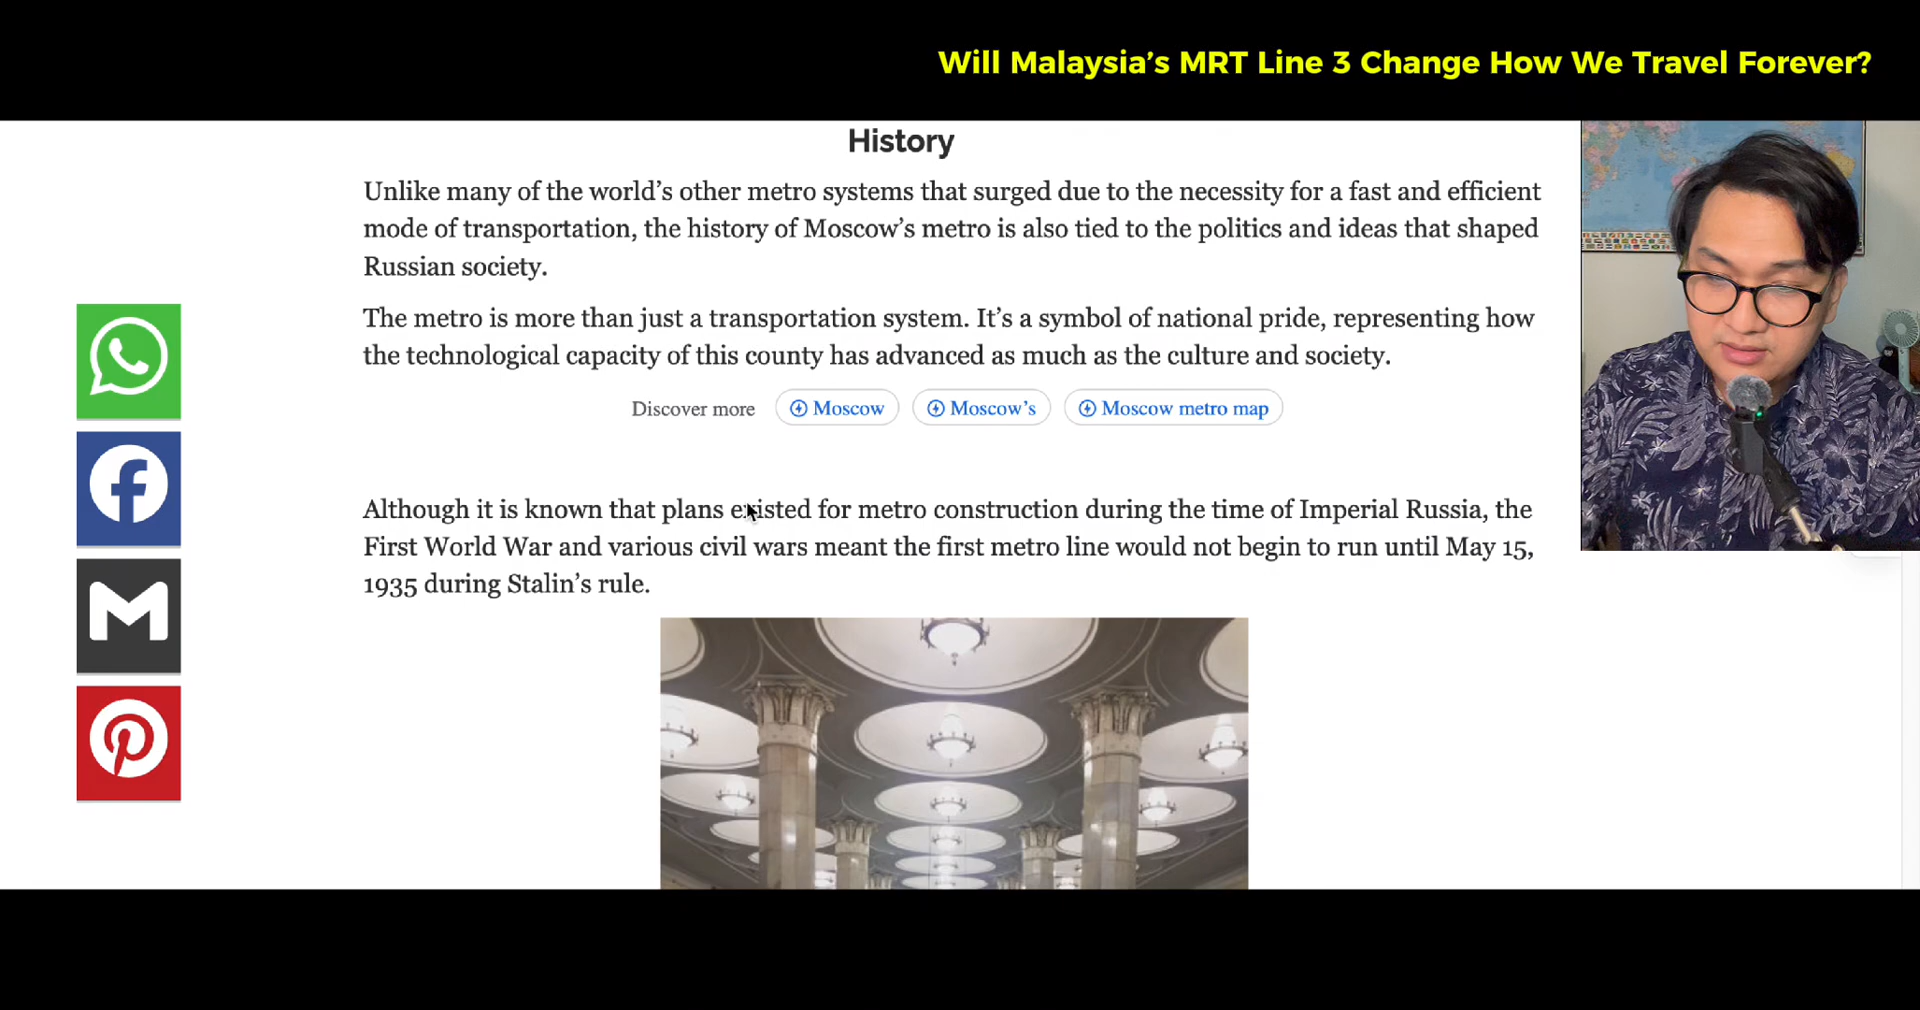 Will Malaysia's MRT Line 3 Change How We Travel Forever?
History
Unlike many of the world's other metro systems that surged due to the necessity for a fast and efficient
mode of transportation, the history of Moscow's metro is also tied to the politics and ideas that shaped
Russian society.
The metro is more than just a transportation system. It's a symbol of national pride, representing how
the technological capacity of this county has advanced as much as the culture and society.
Discover more Moscow Moscow's Moscow metro map
Although it is known that plans existed for metro construction during the time of Imperial Russia, the
First World War and various civil wars meant the first metro line would not begin to run until May 15,
1935 during Stalin's rule.